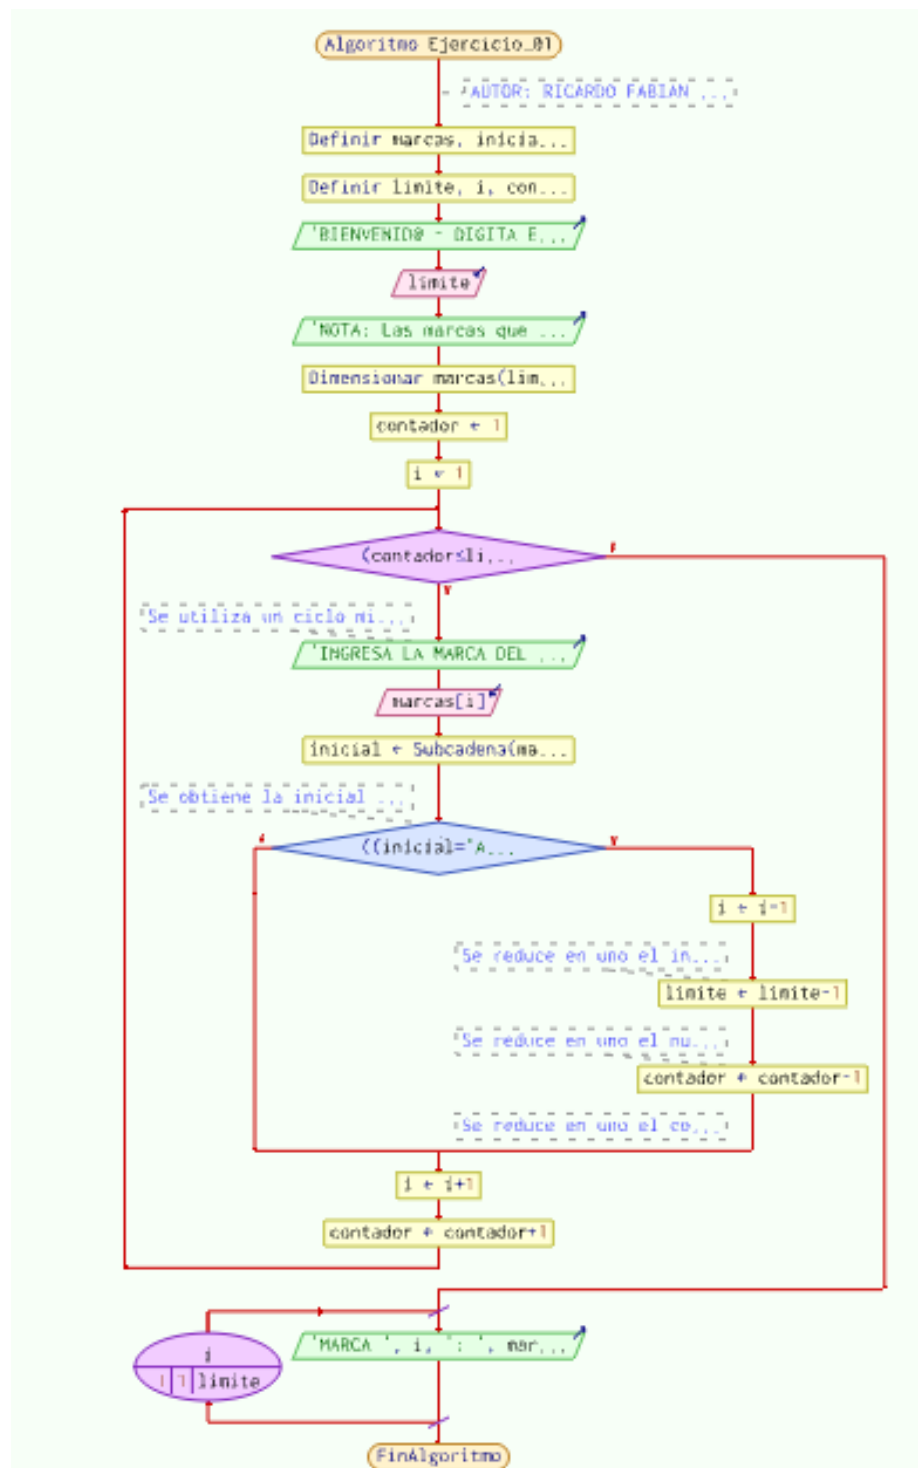 Algoritmo Ejercicio_01
AUTOR: RICARDO FABIAN ...
Definir marcas, inicia...
Definir limite, i, con...
'BIENVENID@ - DIGITA E...
limite
'NOTA: Las marcas que ...
Dimensionar marcas(lim...
contador ← 1
i ← 1
(contador≤li...
F
V
Se utiliza un ciclo mi...
'INGRESA LA MARCA DEL ...
marcas[i]
inicial ← Subcadena(ma...
Se obtiene la inicial ...
((inicial="A...
F
V
i ← i-1
Se reduce en uno el in...
limite ← limite-1
Se reduce en uno el nu...
contador ← contador-1
Se reduce en uno el co...
i ← i+1
contador ← contador+1
'MARCA ', i, ': ', mar...
i
1 1 limite
FinAlgoritmo